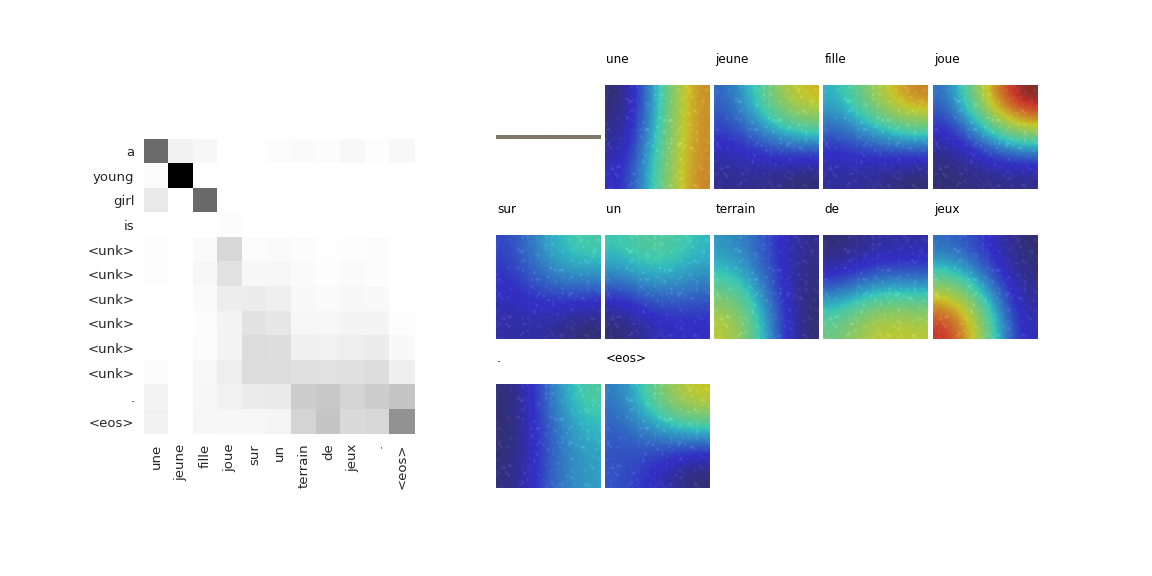 a
young
girl
is
<unk>
<unk>
<unk>
<unk>
<unk>
<unk>
.
<eos>
une
jeune
fille
joue
sur
un
terrain
de
jeux
.
<eos>
une jeune fille joue
sur un terrain de jeux
. <eos>